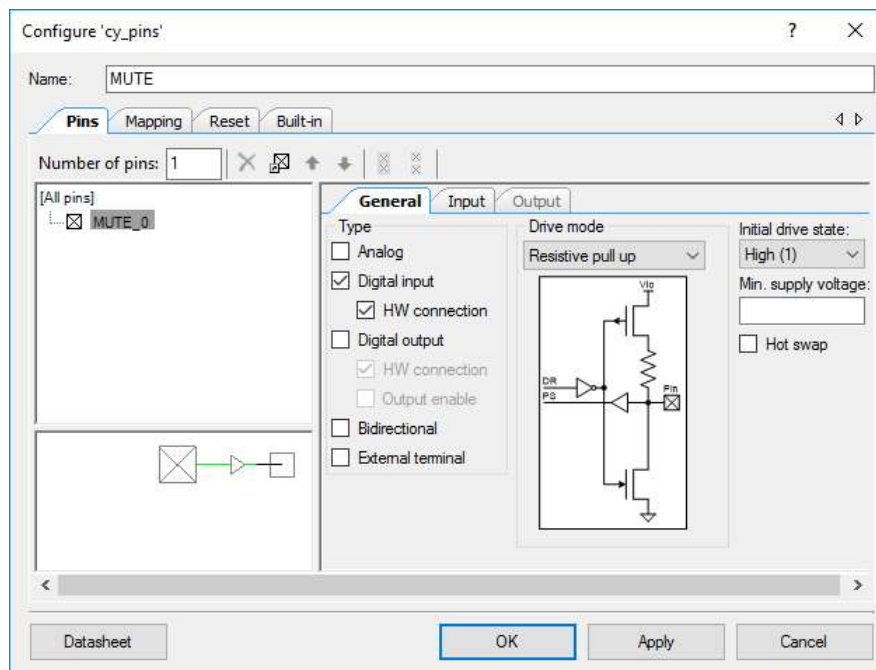 Configure 'cy_pins'
?
Name:
MUTE
Pins
Mapping
Reset
Built-in
Number of pins: 1
[All pins]
MUTE_0
General
Input
Output
Type
Analog
Digital input
HW connection
Digital output
HW connection
Output enable
Bidirectional
External terminal
Drive mode
Resistive pull up
Vio
DR
PS
Pin
Initial drive state:
High (1)
Min. supply voltage:
Hot swap
Datasheet
OK
Apply
Cancel